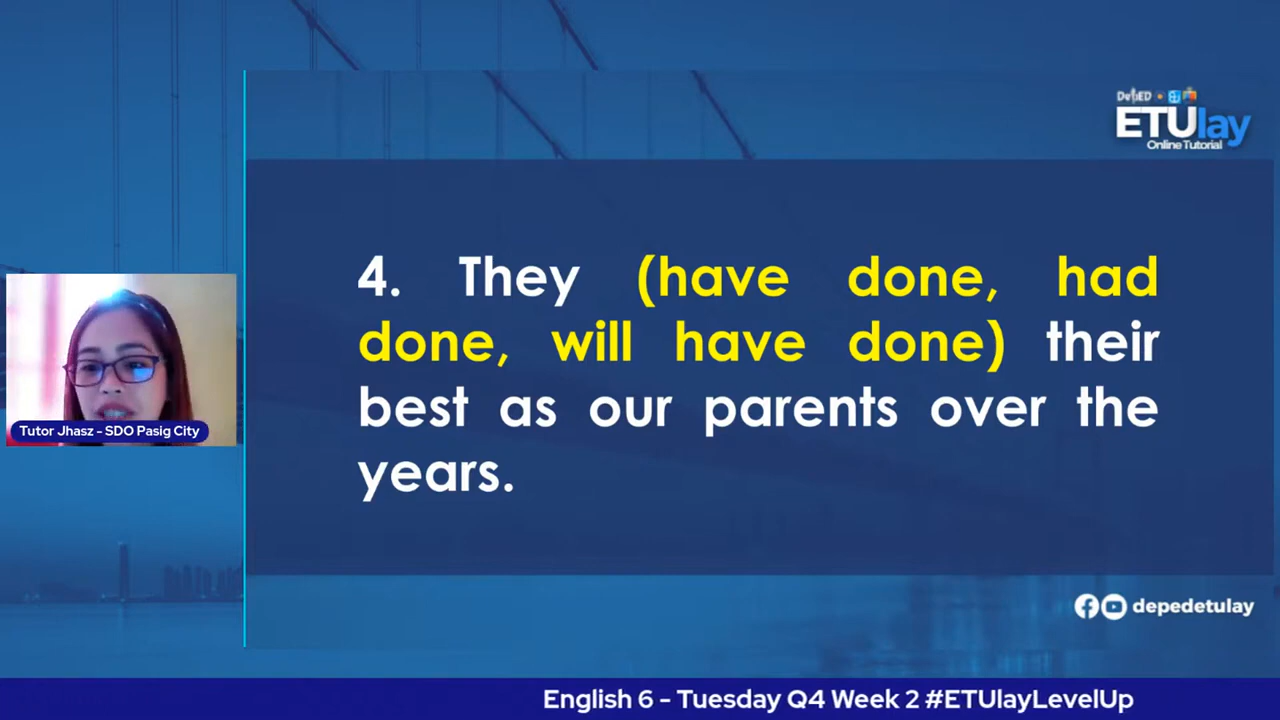 DepED
ETUlay
Online Tutorial
4. They (have done, had
done, will have done) their
best as our parents over the
years.
Tutor Jhasz - SDO Pasig City
depedetulay
English 6 - Tuesday Q4 Week 2 #ETUlayLevelUp